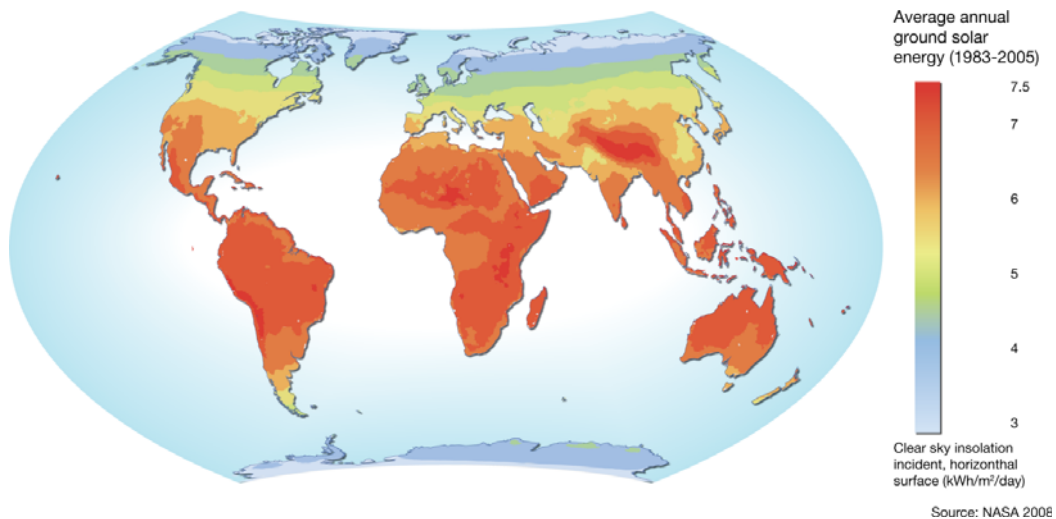 Average annual
ground solar
energy (1983-2005)
7.5
7
6
5
4
3
Clear sky insolation
incident, horizonthal
surface (kWh/m²/day)
Source: NASA 2008